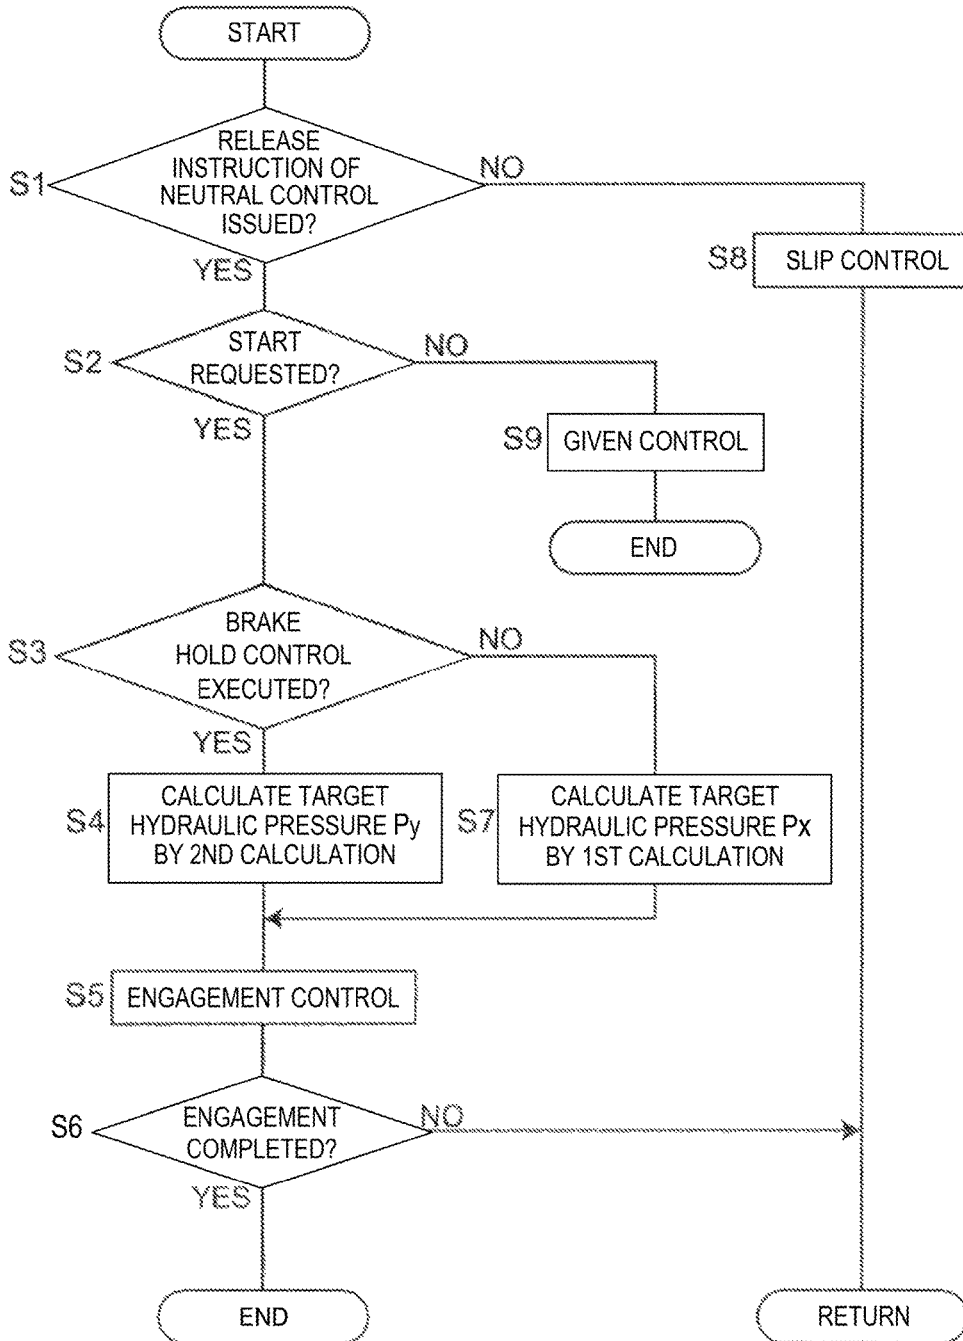 START
RELEASE
INSTRUCTION OF
NEUTRAL CONTROL
ISSUED?
S1
NO
YES
S8
SLIP CONTROL
START
REQUESTED?
S2
NO
YES
S9
GIVEN CONTROL
END
BRAKE
HOLD CONTROL
EXECUTED?
S3
NO
YES
S4
CALCULATE TARGET
HYDRAULIC PRESSURE Py
BY 2ND CALCULATION
S7
CALCULATE TARGET
HYDRAULIC PRESSURE Px
BY 1ST CALCULATION
S5
ENGAGEMENT CONTROL
S6
ENGAGEMENT
COMPLETED?
NO
YES
END
RETURN